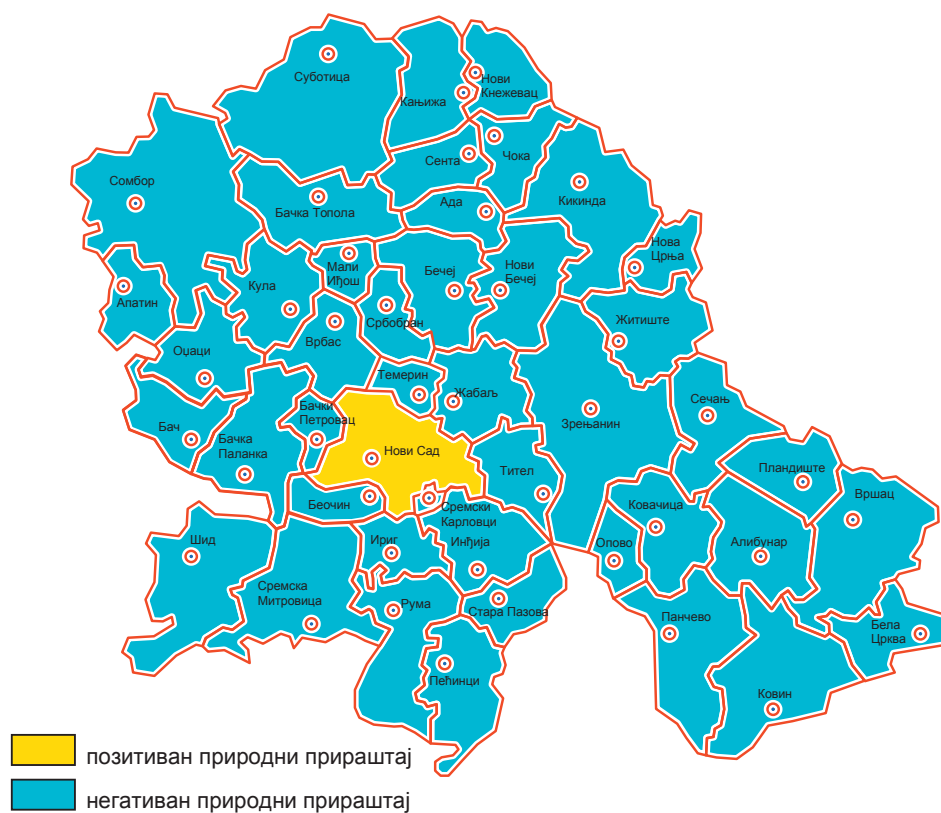 Суботица
Кањижа
Нови
Кнежевац
Сента
Чока
Сомбор
Бачка Топола
Ада
Кикинда
Нова
Црња
Апатин
Кула
Мали
Иђош
Бечеј
Нови
Бечеј
Србобран
Житиште
Оџаци
Врбас
Темерин
Жабаљ
Зрењанин
Сечањ
Бач
Бачка
Паланка
Бачки
Петровац
Нови Сад
Тител
Пландиште
Вршац
Беочин
Сремски
Карловци
Ковачица
Шид
Ириг
Инђија
Опово
Алибунар
Сремска
Митровица
Рума
Стара Пазова
Панчево
Бела
Црква
Пећинци
Ковин
позитиван природни прираштај
негативан природни прираштај